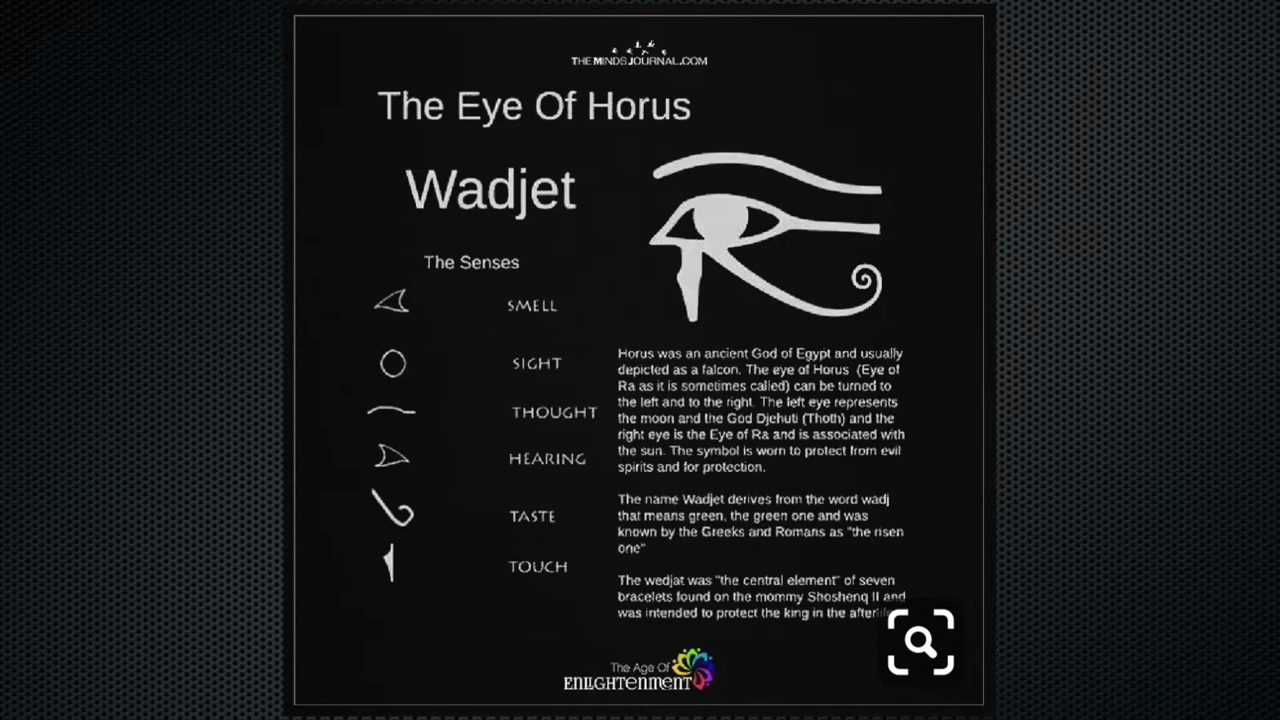 THEMINDSJOURNAL.COM
The Eye Of Horus
Wadjet
The Senses
SMELL
SIGHT
THOUGHT
HEARING
TASTE
TOUCH
Horus was an ancient God of Egypt and usually
depicted as a falcon. The eye of Horus (Eye of
Ra as it is sometimes called) can be turned to
the left and to the right. The left eye represents
the moon and the God Djehuti (Thoth) and the
right eye is the Eye of Ra and is associated with
the sun. The symbol is worn to protect from evil
spirits and for protection.
The name Wadjet derives from the word wadj
that means green, the green one and was
known by the Greeks and Romans as "the risen
one"
The wedjat was "the central element" of seven
bracelets found on the mommy Shoshenq II and
was intended to protect the king in the
The Age Of
ENLIGHTENMENT